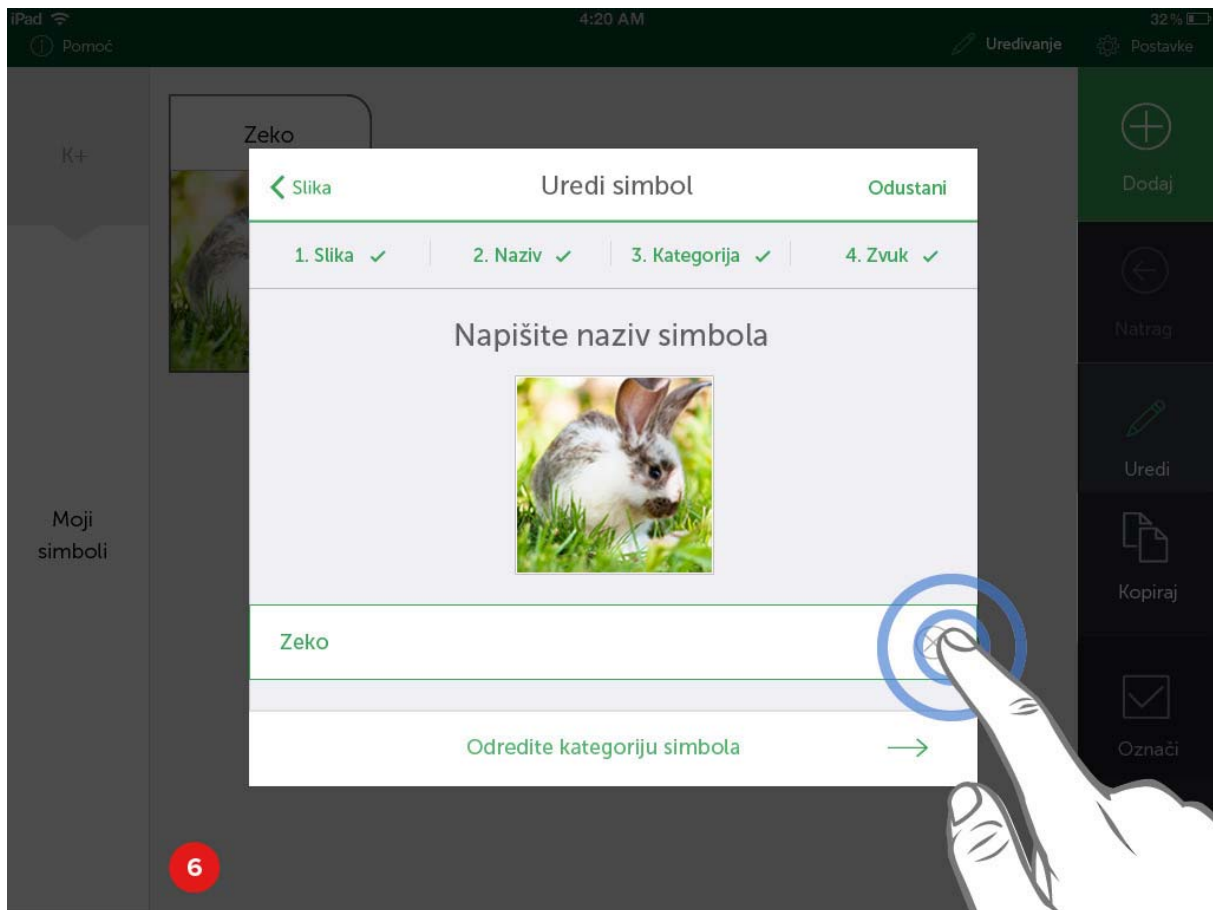 iPad 4:20 AM 32%
Pomoć Uređivanje Postavke
K+
Zeko
Dodaj
Slika Uredi simbol Odustani
1. Slika 2. Naziv 3. Kategorija 4. Zvuk
Natrag
Napišite naziv simbola
Uredi
Moji
simboli
Kopiraj
Zeko
Odredite kategoriju simbola
Označi
6